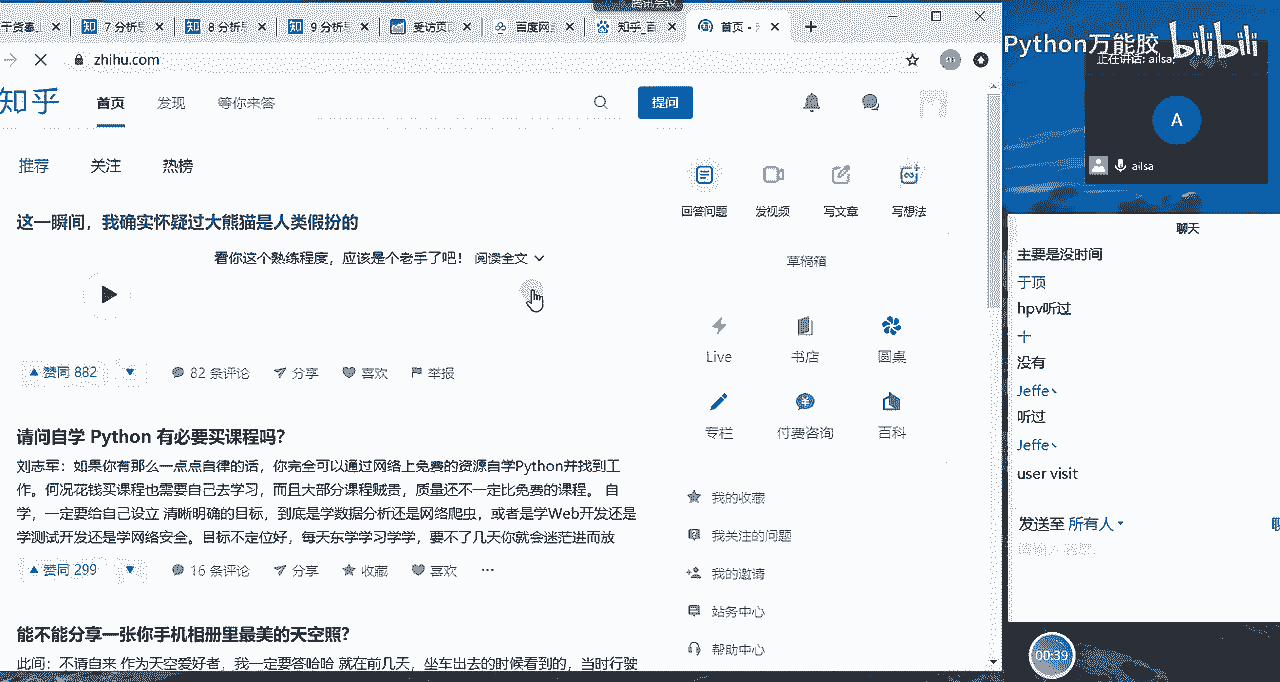 腾讯会议
7 分析
8 分析
9 分析
受访页
百度网
知乎_百
首页 -
zhihu.com
Python万能胶 bilibili
正在讲话: ailsa;
知乎
首页
发现
等你来答
提问
A
ailsa
推荐
关注
热榜
回答问题
发视频
写文章
写想法
这一瞬间，我确实怀疑过大熊猫是人类假扮的
看你这个熟练程度，应该是个老手了吧！ 阅读全文
草稿箱
Live
书店
圆桌
赞同 882
82 条评论
分享
喜欢
举报
专栏
付费咨询
百科
请问自学 Python 有必要买课程吗？
刘志军：如果你有那么一点点自律的话，你完全可以通过网络上免费的资源自学Python并找到工
作。何况花钱买课程也需要自己去学习，而且大部分课程贼贵，质量还不一定比免费的课程。 自
学，一定要给自己设立 清晰明确的目标，到底是学数据分析还是网络爬虫，或者是学Web开发还是
学测试开发还是学网络安全。目标不定位好，每天东学学习学学，要不了几天你就会迷茫进而放
赞同 299
16 条评论
分享
收藏
喜欢
我的收藏
我关注的问题
我的邀请
站务中心
帮助中心
能不能分享一张你手机相册里最美的天空照？
此间：不请自来 作为天空爱好者，我一定要答哈哈 就在前几天，坐车出去的时候看到的，当时行驶
聊天
主要是没时间
于顶
hpv听过
十
没有
Jeffe丶
听过
Jeffe丶
user visit
发送至 所有人
00:39